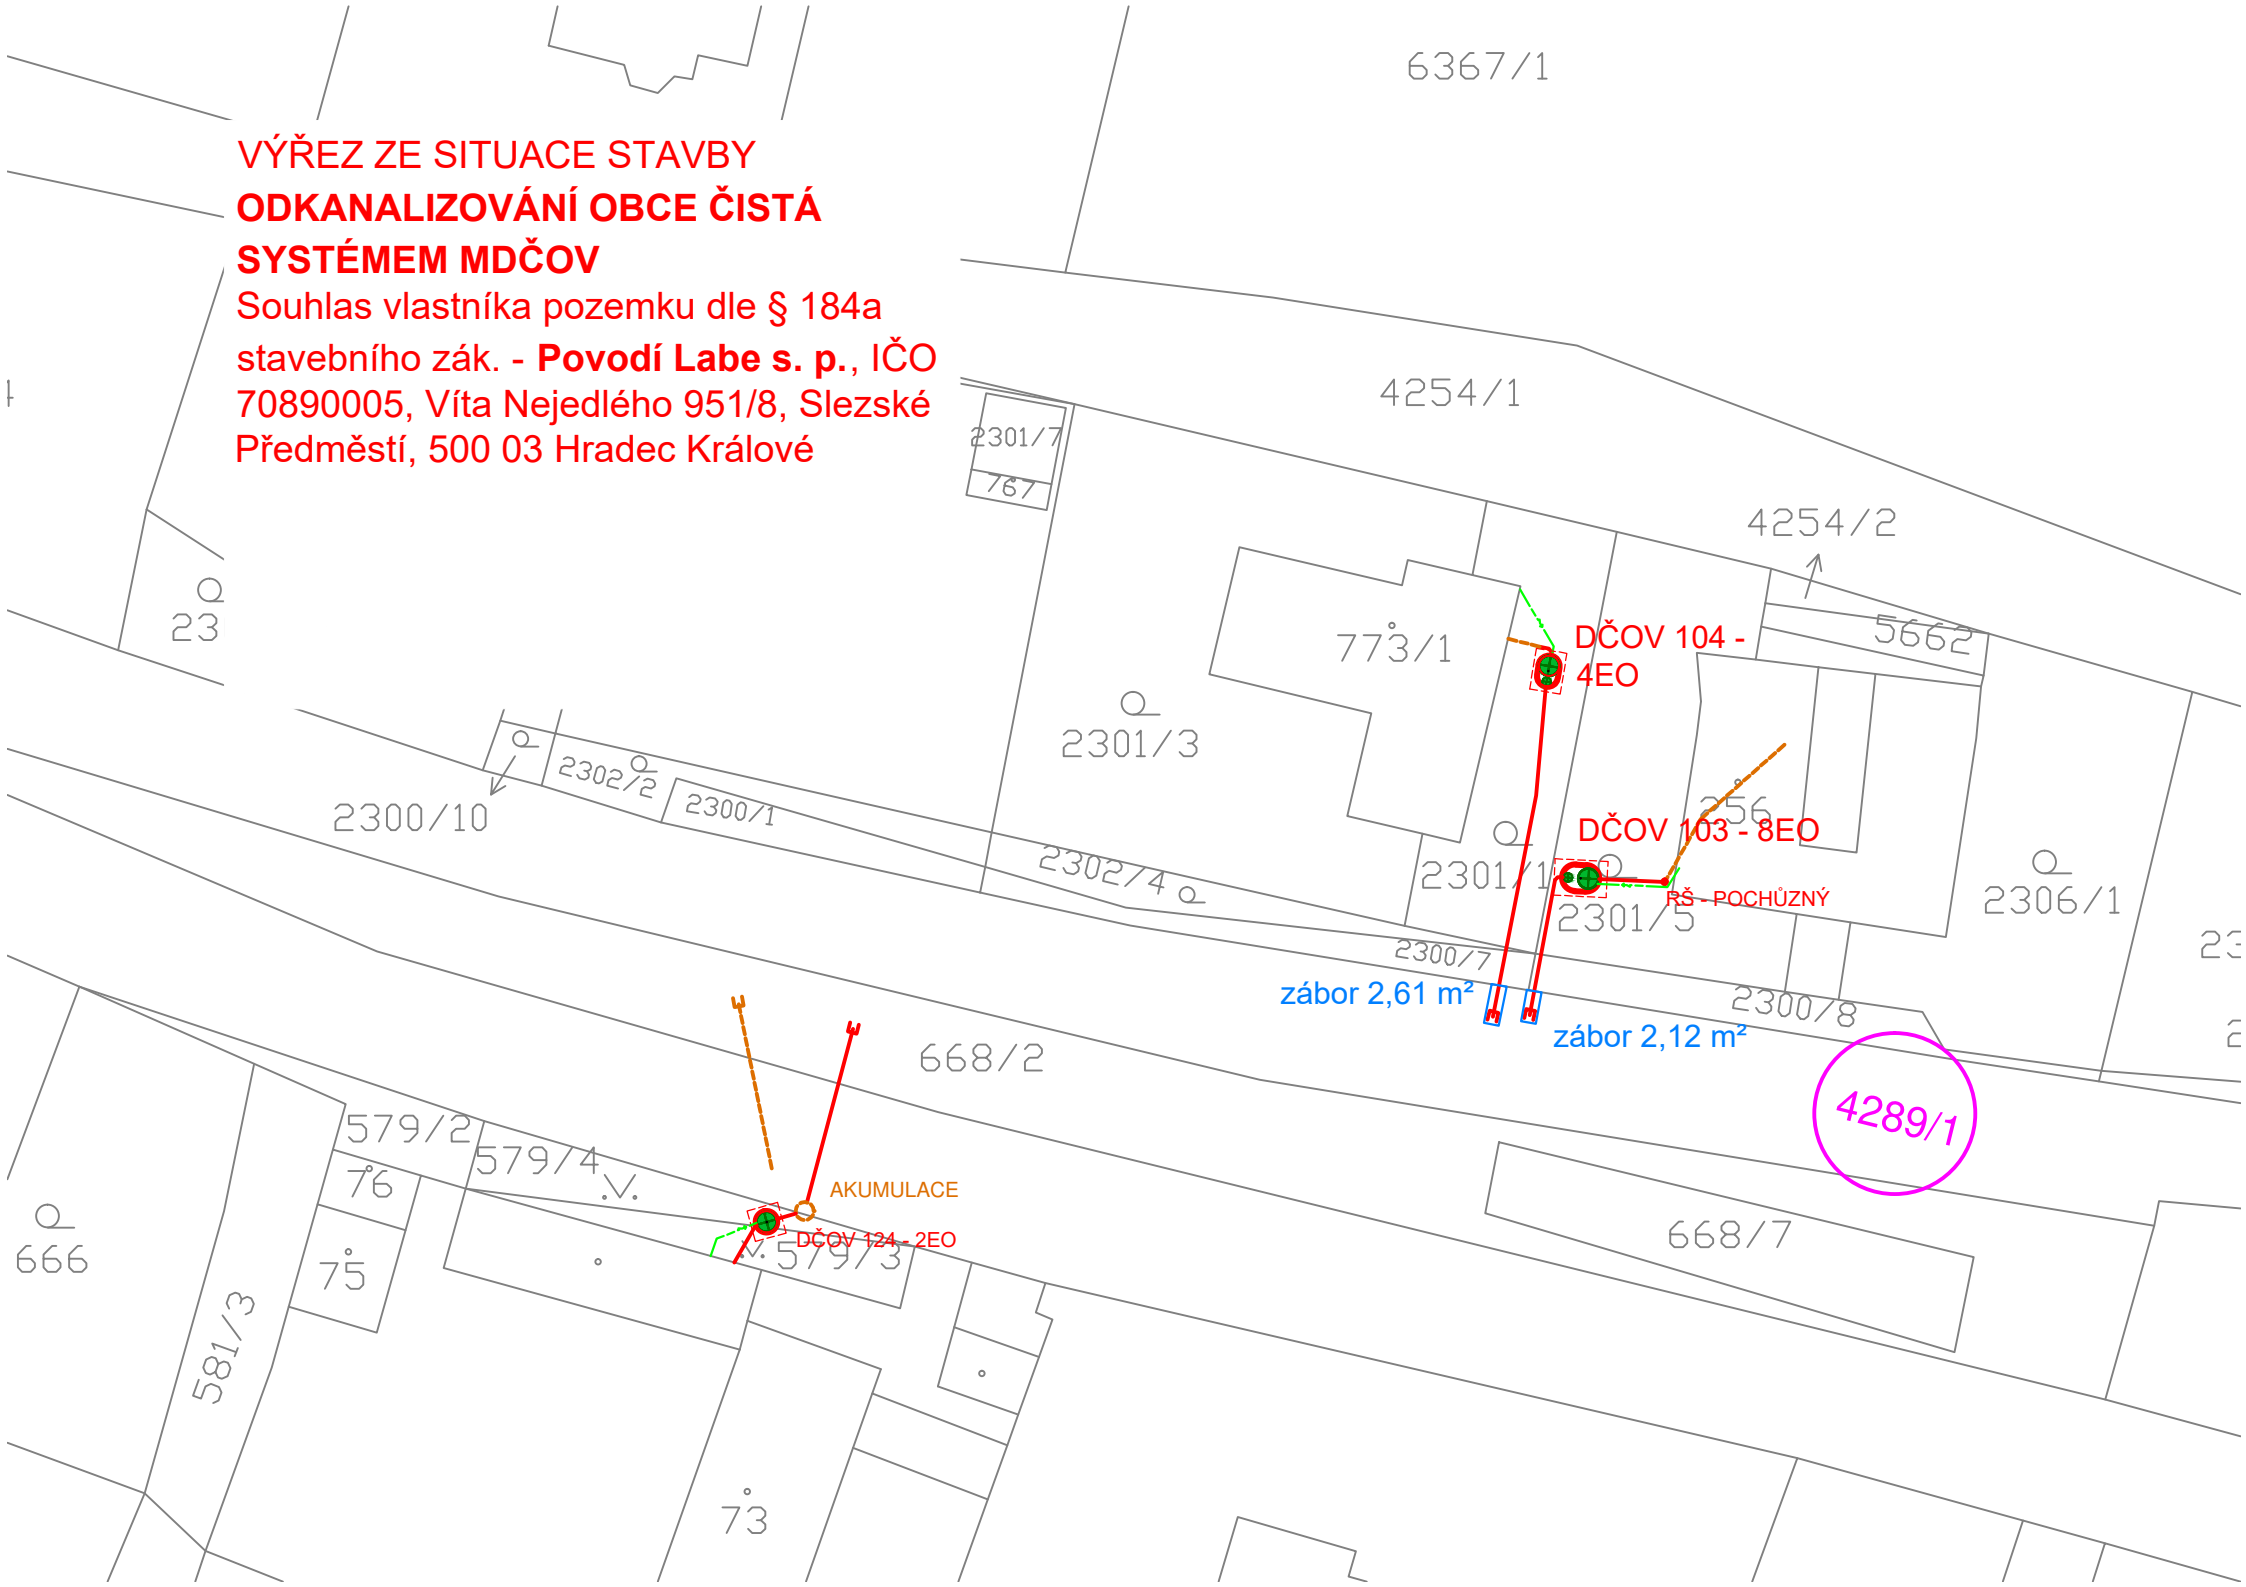 6367/1
VÝŘEZ ZE SITUACE STAVBY
ODKANALIZOVÁNÍ OBCE ČISTÁ
SYSTÉMEM MDČOV
Souhlas vlastníka pozemku dle § 184a
stavebního zák. - Povodí Labe s. p., IČO
70890005, Víta Nejedlého 951/8, Slezské
Předměstí, 500 03 Hradec Králové
4254/1
2301/7
767
4254/2
5662
23
773/1
DČOV 104 -
4EO
2301/3
2302/2
2300/1
2300/10
256
DČOV 103 - 8EO
2302/4
2301/1
RŠ - POCHŮZNÝ
2301/5
2306/1
23
2300/7
zábor 2,61 m²
2300/8
zábor 2,12 m²
668/2
4289/1
579/2
579/4
76
AKUMULACE
DČOV 124 - 2EO
579/3
668/7
666
75
581/3
73